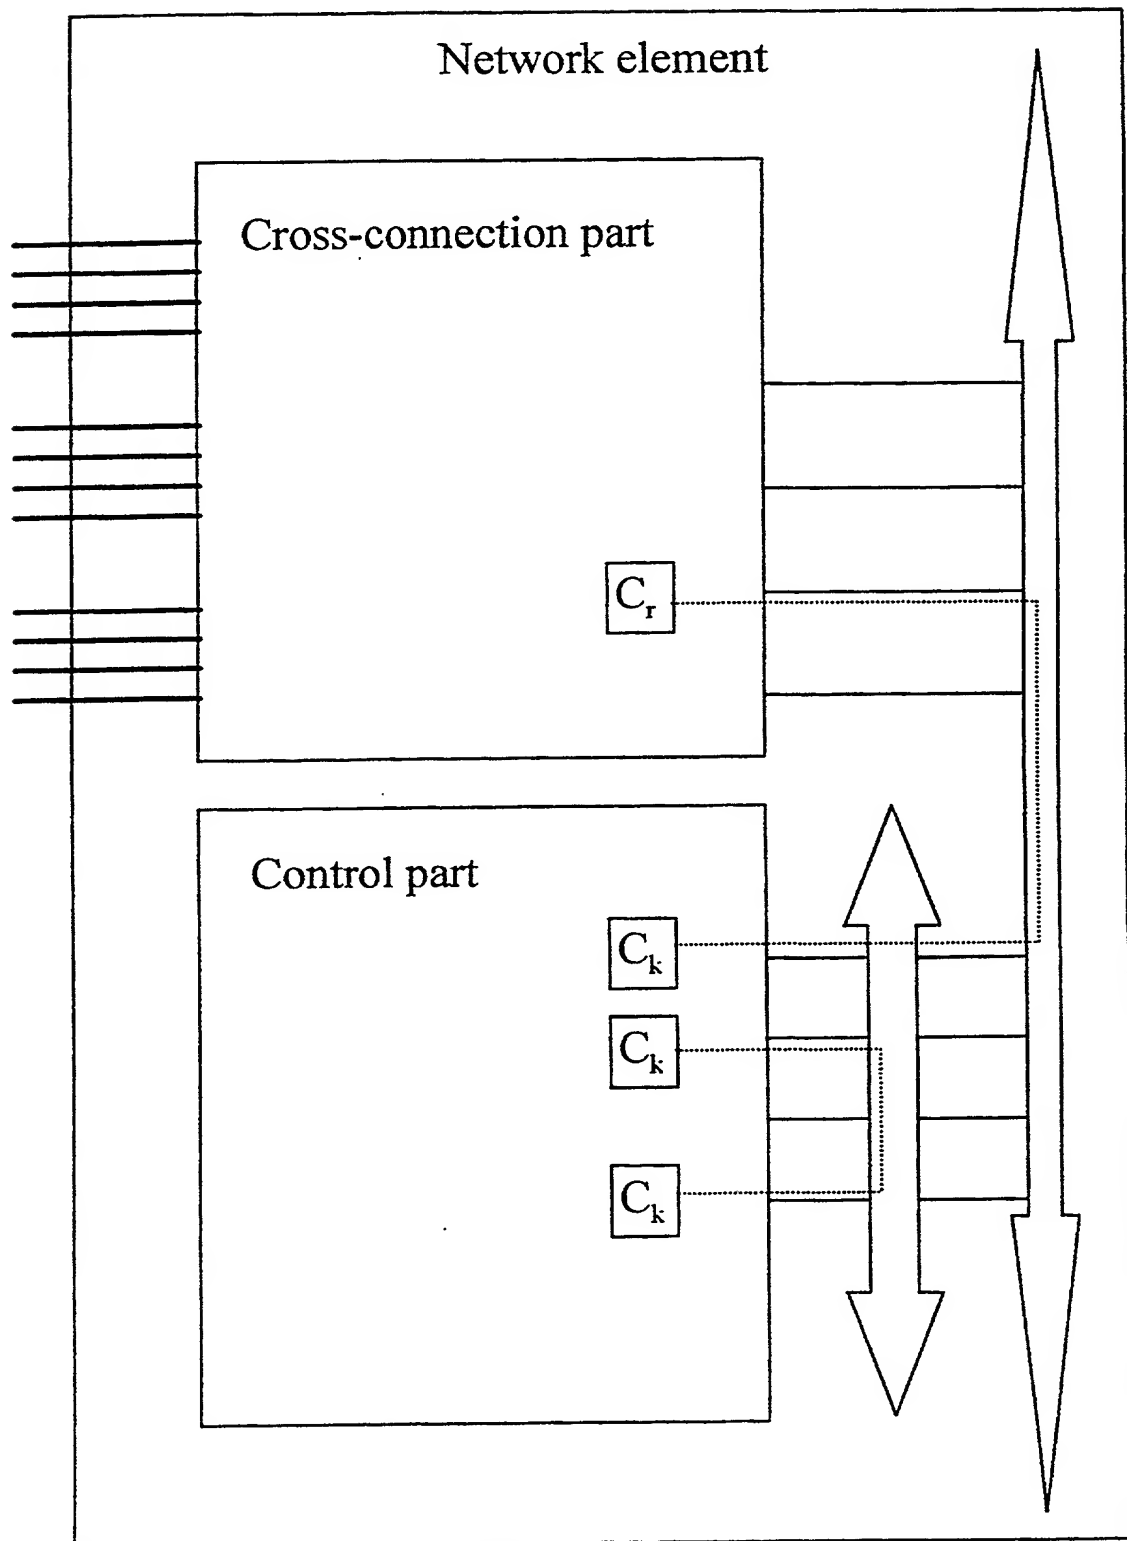 Network element
Cross-connection part
Cᵣ
Control part
Cₖ
Cₖ
Cₖ